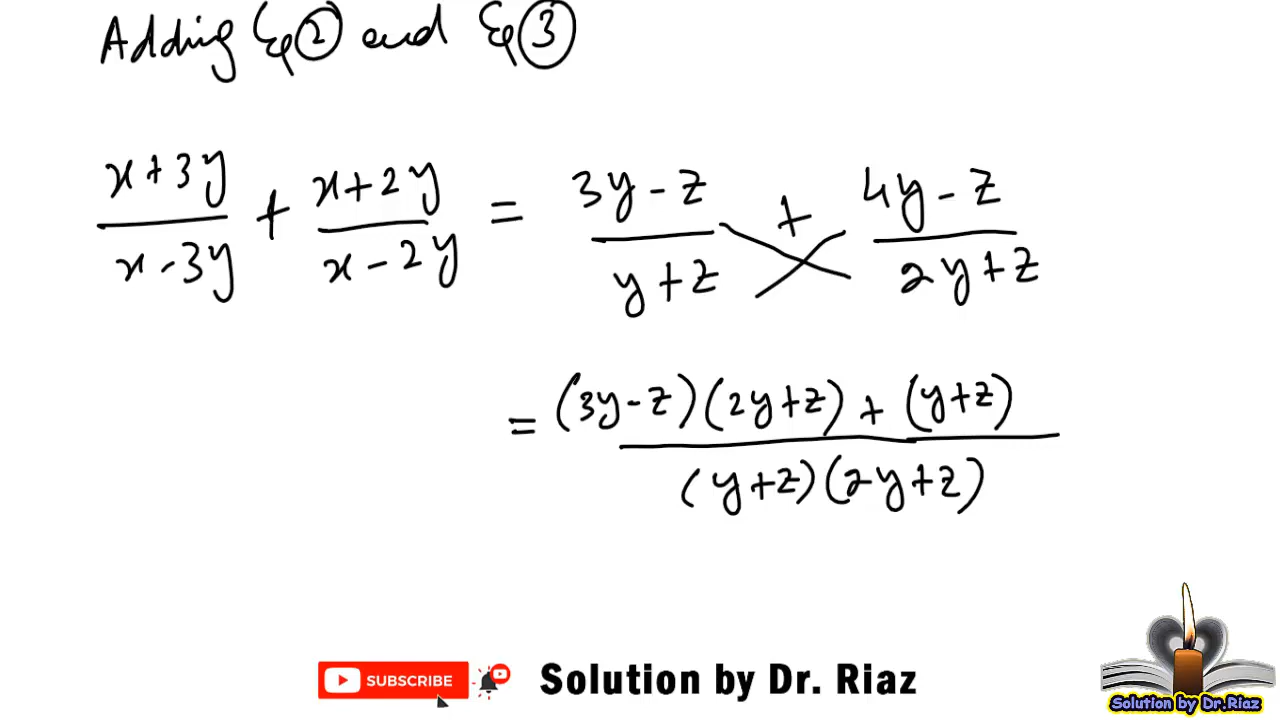 Adding Eq ② and Eq ③
x+3y/x-3y + x+2y/x-2y = 3y-z/y+z + 4y-z/2y+z
= (3y-z)(2y+z) + (y+z)/(y+z)(2y+z)
SUBSCRIBE Solution by Dr. Riaz
Solution by Dr.Riaz